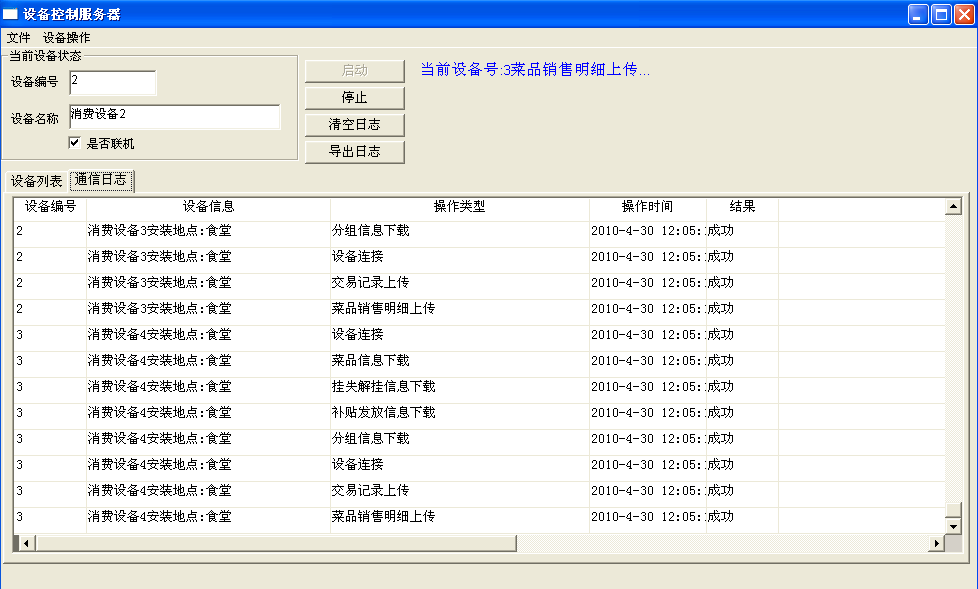 设备控制服务器
文件 设备操作
当前设备状态
设备编号 2
设备名称 消费设备2
是否联机
启动
停止
清空日志
导出日志
当前设备号:3菜品销售明细上传...
设备列表 通信日志
设备编号 设备信息 操作类型 操作时间 结果
2 消费设备3安装地点:食堂 分组信息下载 2010-4-30 12:05: 成功
2 消费设备3安装地点:食堂 设备连接 2010-4-30 12:05: 成功
2 消费设备3安装地点:食堂 交易记录上传 2010-4-30 12:05: 成功
2 消费设备3安装地点:食堂 菜品销售明细上传 2010-4-30 12:05: 成功
3 消费设备4安装地点:食堂 设备连接 2010-4-30 12:05: 成功
3 消费设备4安装地点:食堂 菜品信息下载 2010-4-30 12:05: 成功
3 消费设备4安装地点:食堂 挂失解挂信息下载 2010-4-30 12:05: 成功
3 消费设备4安装地点:食堂 补贴发放信息下载 2010-4-30 12:05: 成功
3 消费设备4安装地点:食堂 分组信息下载 2010-4-30 12:05: 成功
3 消费设备4安装地点:食堂 设备连接 2010-4-30 12:05: 成功
3 消费设备4安装地点:食堂 交易记录上传 2010-4-30 12:05: 成功
3 消费设备4安装地点:食堂 菜品销售明细上传 2010-4-30 12:05: 成功